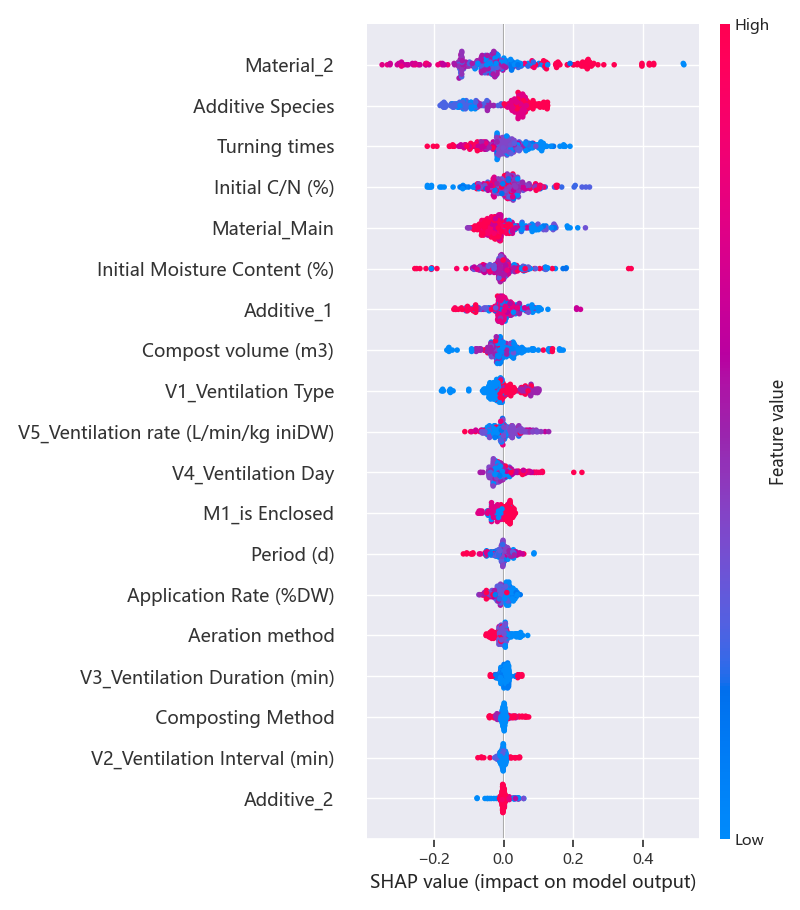 High
Material_2
Additive Species
Turning times
Initial C/N (%)
Material_Main
Initial Moisture Content (%)
Additive_1
Compost volume (m3)
V1_Ventilation Type
V5_Ventilation rate (L/min/kg iniDW)
V4_Ventilation Day
M1_is Enclosed
Period (d)
Application Rate (%DW)
Aeration method
V3_Ventilation Duration (min)
Composting Method
V2_Ventilation Interval (min)
Additive_2
Feature value
Low
−0.2 0.0 0.2 0.4
SHAP value (impact on model output)